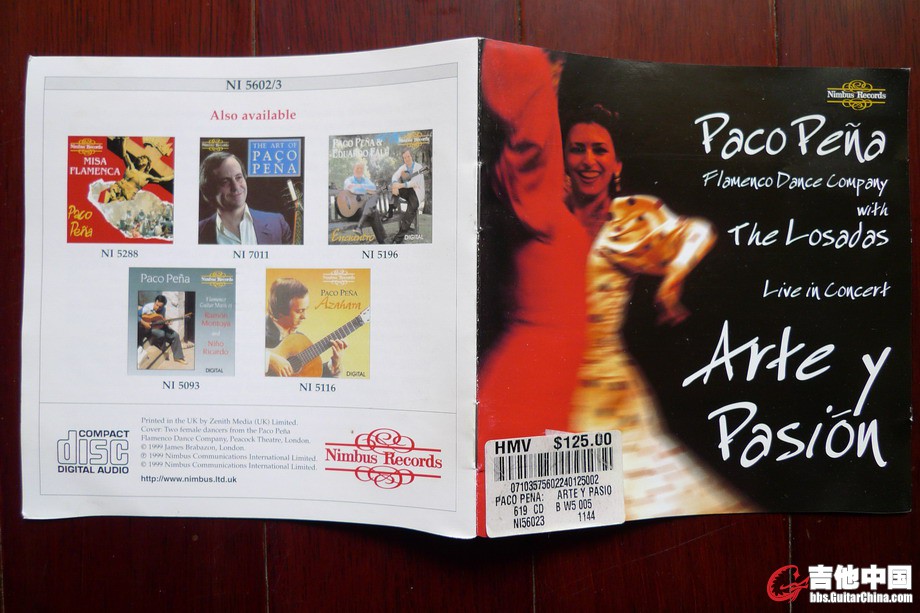 NI 5602/3
Also available
Nimbus Records
MISA
FLAMENCA
Paco
Peña
NI 5288
THE ART OF
PACO
PEÑA
NI 7011
PACO PEÑA &
EDUARDO FALÚ
Nimbus Records
Encuentro
DIGITAL
NI 5196
Paco Peña
Nimbus Records
Flamenco
Guitar Music of
Ramón
Montoya
and
Niño
Ricardo
DIGITAL
NI 5093
Nimbus Records
PACO PEÑA
Azahara
DIGITAL
NI 5116
COMPACT
disc
DIGITAL AUDIO
Printed in the UK by Zenith Media (UK) Limited.
Cover: Two female dancers from the Paco Peña
Flamenco Dance Company, Peacock Theatre, London,
© 1999 James Brabazon, London.
℗ 1999 Nimbus Communications International Limited.
© 1999 Nimbus Communications International Limited.
http://www.nimbus.ltd.uk
Nimbus Records
Nimbus Records
Paco Peña
Flamenco Dance Company
with
The Losadas
Live in Concert
Arte y
Pasión
HMV $125.00
07103575602240125002
PACO PENA: ARTE Y PASIO
619 CD B W5 005
NI56023 1144
吉他中国
bbs.GuitarChina.com